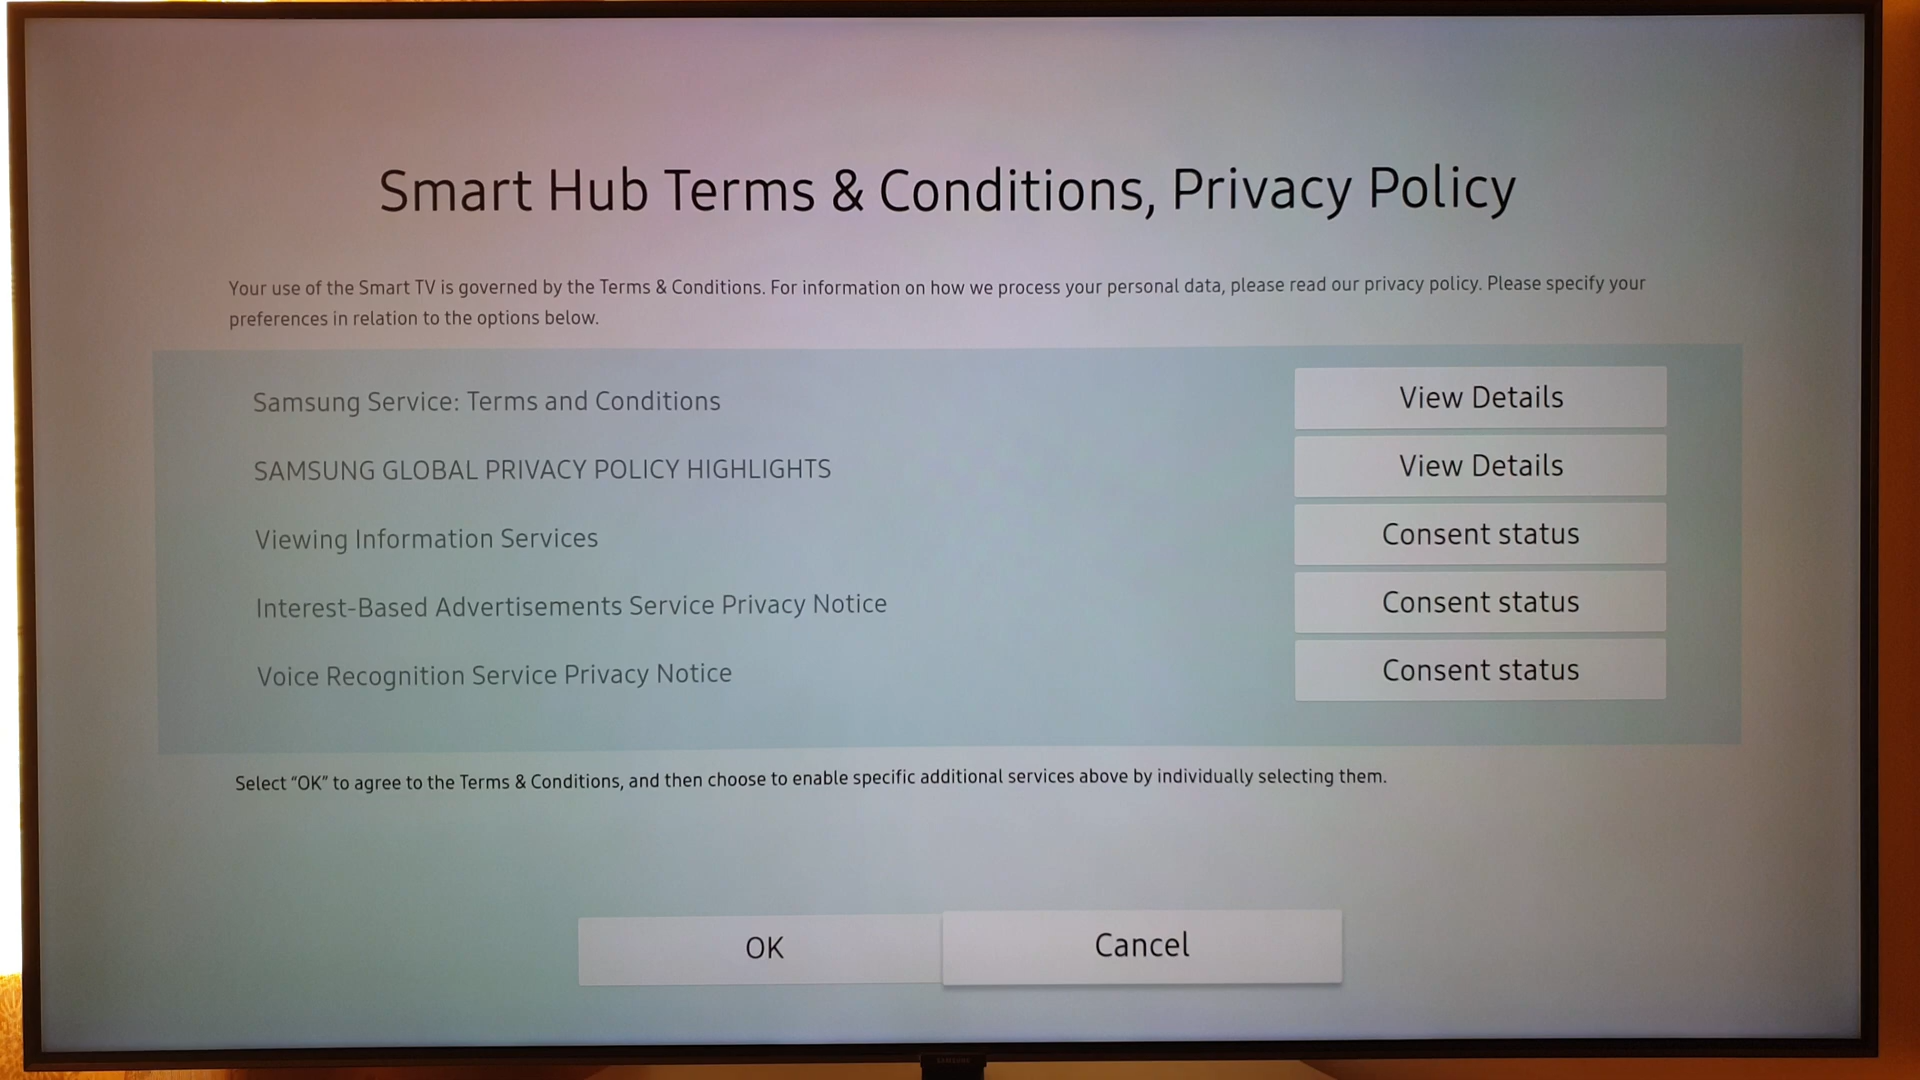 Smart Hub Terms & Conditions, Privacy Policy
Your use of the Smart TV is governed by the Terms & Conditions. For information on how we process your personal data, please read our privacy policy. Please specify your
preferences in relation to the options below.
Samsung Service: Terms and Conditions
View Details
SAMSUNG GLOBAL PRIVACY POLICY HIGHLIGHTS
View Details
Viewing Information Services
Consent status
Interest-Based Advertisements Service Privacy Notice
Consent status
Voice Recognition Service Privacy Notice
Consent status
Select “OK” to agree to the Terms & Conditions, and then choose to enable specific additional services above by individually selecting them.
OK
Cancel
SAMSUNG